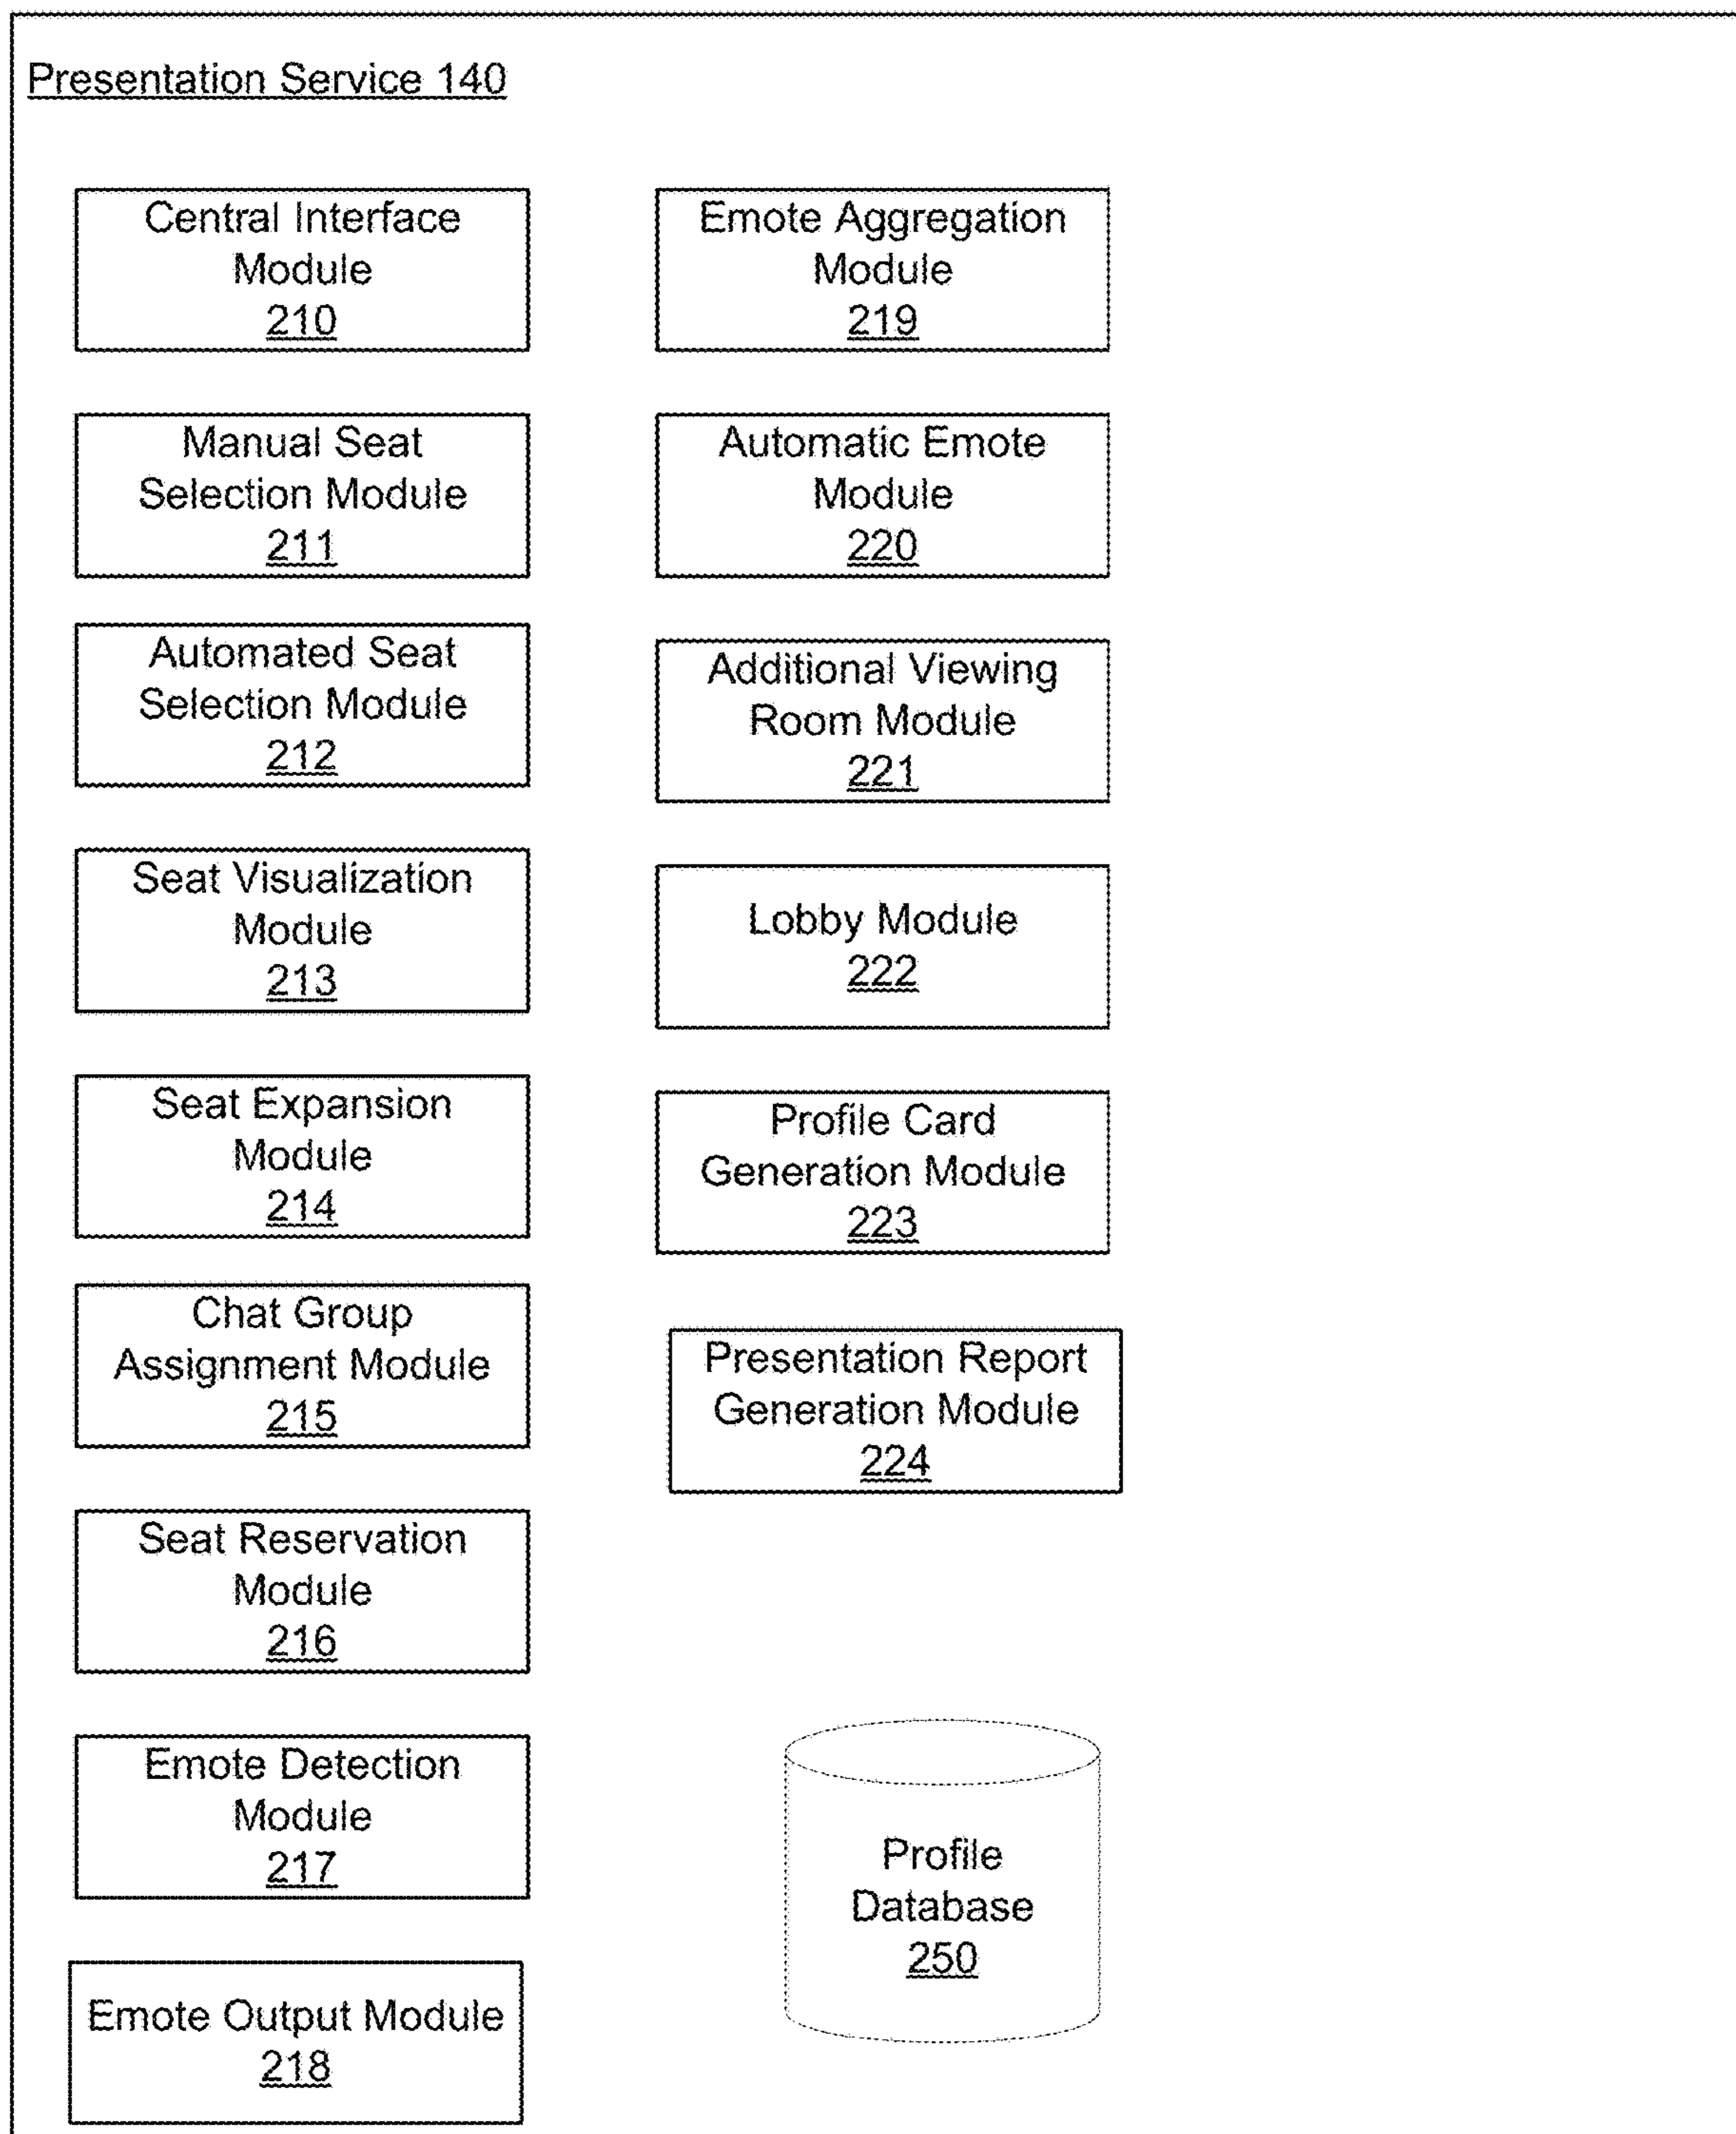 Presentation Service 140
Central Interface
Module
210
Manual Seat
Selection Module
211
Automated Seat
Selection Module
212
Seat Visualization
Module
213
Seat Expansion
Module
214
Chat Group
Assignment Module
215
Seat Reservation
Module
216
Emote Detection
Module
217
Emote Output Module
218
Emote Aggregation
Module
219
Automatic Emote
Module
220
Additional Viewing
Room Module
221
Lobby Module
222
Profile Card
Generation Module
223
Presentation Report
Generation Module
224
Profile
Database
250